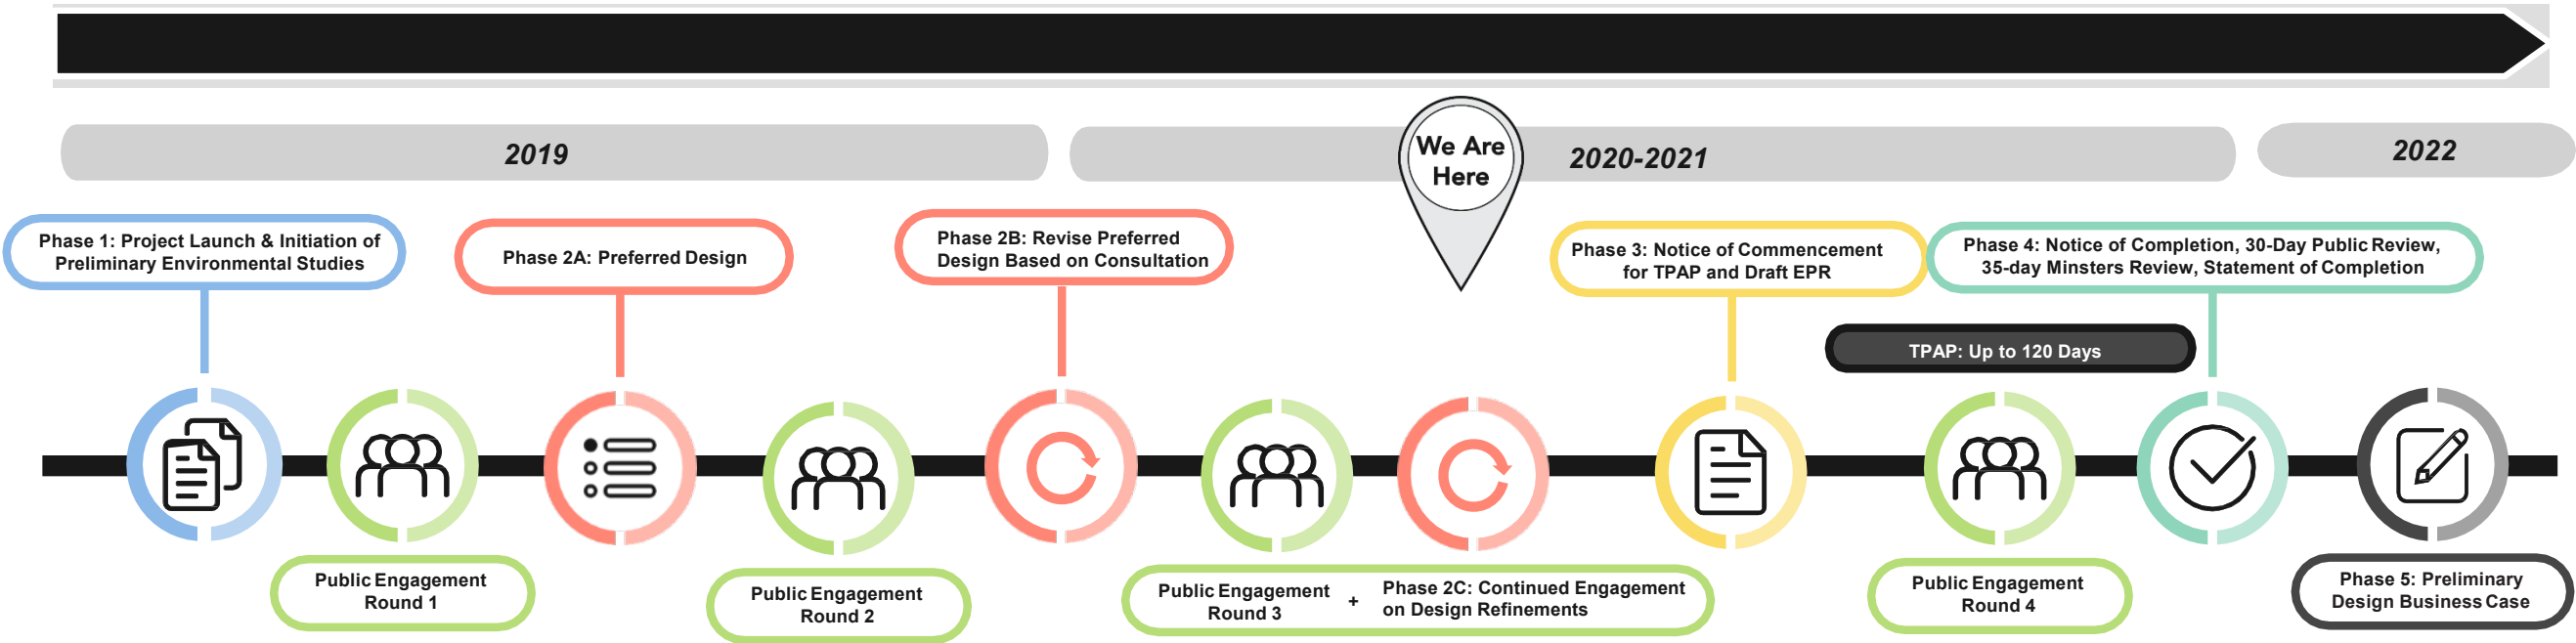 2019
We Are
Here
2020-2021
2022
Phase 1: Project Launch & Initiation of
Preliminary Environmental Studies
Phase 2A: Preferred Design
Phase 2B: Revise Preferred
Design Based on Consultation
Phase 3: Notice of Commencement
for TPAP and Draft EPR
Phase 4: Notice of Completion, 30-Day Public Review,
35-day Minsters Review, Statement of Completion
TPAP: Up to 120 Days
Public Engagement
Round 1
Public Engagement
Round 2
Public Engagement
Round 3
+
Phase 2C: Continued Engagement
on Design Refinements
Public Engagement
Round 4
Phase 5: Preliminary
Design Business Case